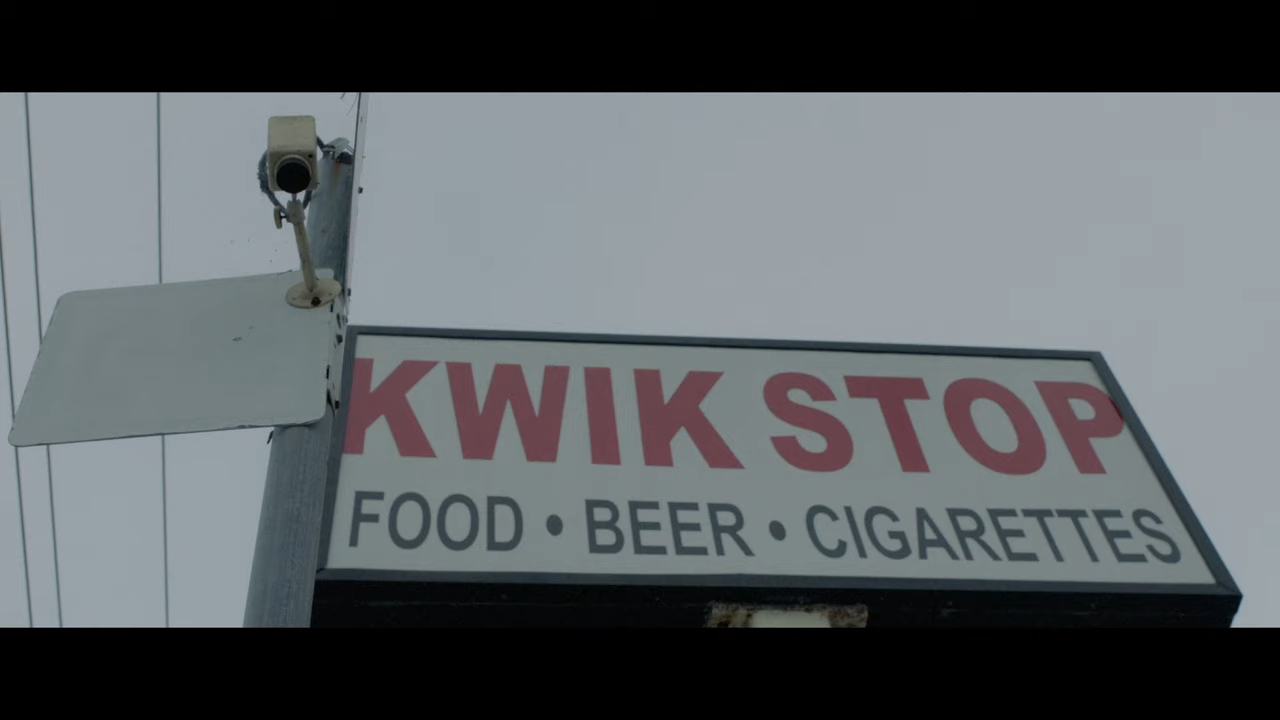 KWIK STOP
FOOD • BEER • CIGARETTES